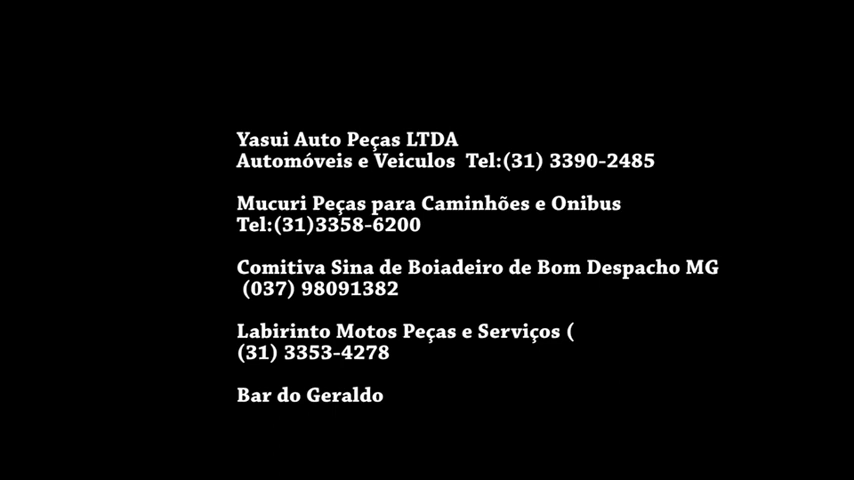 Yasui Auto Peças LTDA
Automóveis e Veiculos  Tel:(31) 3390-2485
Mucuri Peças para Caminhões e Onibus
Tel:(31)3358-6200
Comitiva Sina de Boiadeiro de Bom Despacho MG
(037) 98091382
Labirinto Motos Peças e Serviços (
(31) 3353-4278
Bar do Geraldo